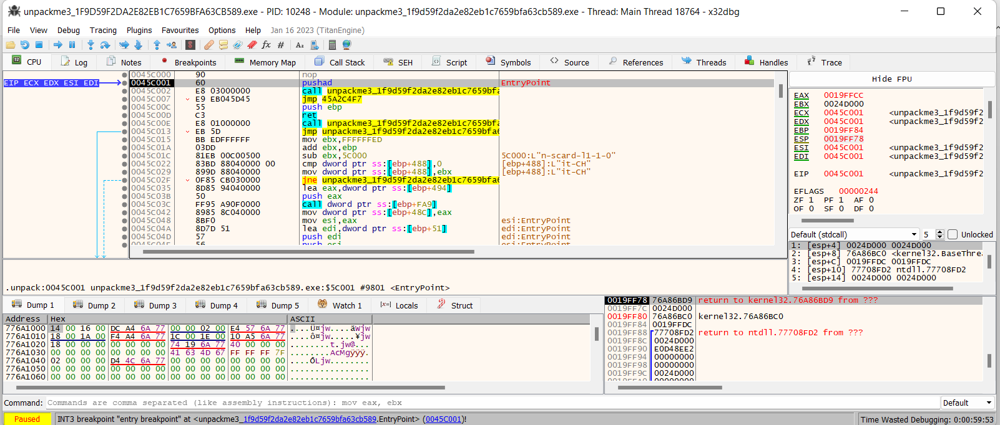 unpackme3_1F9D59F2DA2E82EB1C7659BFA63CB589.exe - PID: 10248 - Module: unpackme3_1f9d59f2da2e82eb1c7659bfa63cb589.exe - Thread: Main Thread 18764 - x32dbg
File View Debug Tracing Plugins Favourites Options Help Jan 16 2023 (TitanEngine)
CPU Log Notes Breakpoints Memory Map Call Stack SEH Script Symbols Source References Threads Handles Trace
EIP ECX EDX ESI EDI
0045C000 90 nop
0045C001 60 pushad EntryPoint
0045C002 E8 03000000 call unpackme3_1f9d59f2da2e82eb1c7659bfa
0045C007 E9 EB045D45 jmp 45A2C4F7
0045C00C 55 push ebp
0045C00D C3 ret
0045C00E E8 01000000 call unpackme3_1f9d59f2da2e82eb1c7659bfa
0045C013 EB 5D jmp unpackme3_1f9d59f2da2e82eb1c7659bfa6
0045C015 BB EDFFFFFF mov ebx,FFFFFFED
0045C01A 03DD add ebx,ebp
0045C01C 81EB 00C00500 sub ebx,5C000 5C000:L"n-scard-l1-1-0"
0045C022 83BD 88040000 00 cmp dword ptr ss:[ebp+488],0 [ebp+488]:L"it-CH"
0045C029 899D 88040000 mov dword ptr ss:[ebp+488],ebx [ebp+488]:L"it-CH"
0045C02F 0F85 CB030000 jne unpackme3_1f9d59f2da2e82eb1c7659bfa6
0045C035 8D85 94040000 lea eax,dword ptr ss:[ebp+494]
0045C03B 50 push eax
0045C03C FF95 A90F0000 call dword ptr ss:[ebp+FA9]
0045C042 8985 8C040000 mov dword ptr ss:[ebp+48C],eax
0045C048 8BF0 mov esi,eax esi:EntryPoint
0045C04A 8D7D 51 lea edi,dword ptr ss:[ebp+51] edi:EntryPoint
0045C04D 57 push edi edi:EntryPoint
0045C04E 56 push esi esi:EntryPoint
Hide FPU
EAX 0019FFCC
EBX 0024D000
ECX 0045C001 <unpackme3_1f9d59f2
EDX 0045C001 <unpackme3_1f9d59f2
EBP 0019FF84
ESP 0019FF78
ESI 0045C001 <unpackme3_1f9d59f2
EDI 0045C001 <unpackme3_1f9d59f2
EIP 0045C001 <unpackme3_1f9d59f2
EFLAGS 00000244
ZF 1 PF 1 AF 0
OF 0 SF 0 DF 0
Default (stdcall) 5 Unlocked
1: [esp+4] 0024D000 0024D000
2: [esp+8] 76A86BC0 <kernel32.BaseThre
3: [esp+C] 0019FFDC 0019FFDC
4: [esp+10] 77708FD2 ntdll.77708FD2
5: [esp+14] 0024D000 0024D000
.unpack:0045C001 unpackme3_1f9d59f2da2e82eb1c7659bfa63cb589.exe:$5C001 #9801 <EntryPoint>
Dump 1 Dump 2 Dump 3 Dump 4 Dump 5 Watch 1 [x=] Locals Struct
Address Hex ASCII
776A1000 14 00 16 00 DC A4 6A 77 00 00 02 00 E4 57 6A 77 ....Ü¤jw....äWjw
776A1010 18 00 1A 00 F4 A4 6A 77 1C 00 1E 00 10 A5 6A 77 ....ô¤jw.....¥jw
776A1020 18 00 00 00 00 00 00 00 74 19 6A 77 40 00 00 00 ........t.jw@...
776A1030 00 00 00 00 00 00 00 00 41 63 4D 67 FF FF FF 7F ........AcMgÿÿÿ.
776A1040 02 00 00 00 D4 4C 6A 77 00 00 00 00 00 00 00 00 ....ÔLjw........
776A1050 00 00 00 00 00 00 00 00 00 00 00 00 00 00 00 00 ................
776A1060 00 00 00 00 00 00 00 00 00 00 00 00 00 00 00 00 ................
0019FF78 76A86BD9 return to kernel32.76A86BD9 from ???
0019FF7C 0024D000
0019FF80 76A86BC0 kernel32.76A86BC0
0019FF84 0019FFDC
0019FF88 77708FD2 return to ntdll.77708FD2 from ???
0019FF8C 0024D000
0019FF90 E0D48EE2
0019FF94 00000000
0019FF98 00000000
0019FF9C 0024D000
0019FFA0 00000000
Command: Commands are comma separated (like assembly instructions): mov eax, ebx Default
Paused INT3 breakpoint "entry breakpoint" at <unpackme3_1f9d59f2da2e82eb1c7659bfa63cb589.EntryPoint> (0045C001)! Time Wasted Debugging: 0:00:59:53